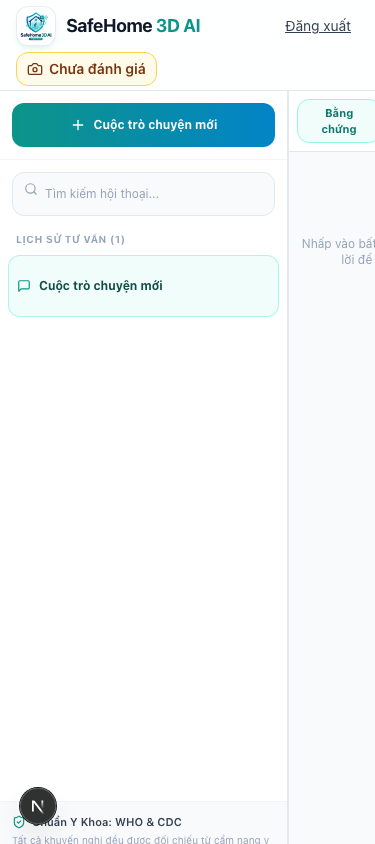 SafeHome 3D AI
Đăng xuất
Chưa đánh giá
Cuộc trò chuyện mới
Bằng
chứng
Tìm kiếm hội thoại...
LỊCH SỬ TƯ VẤN (1)
Cuộc trò chuyện mới
Nhấp vào bất
lời để
N
Chuẩn Y Khoa: WHO & CDC
Tất cả khuyến nghị đều được đối chiếu từ cẩm nang y